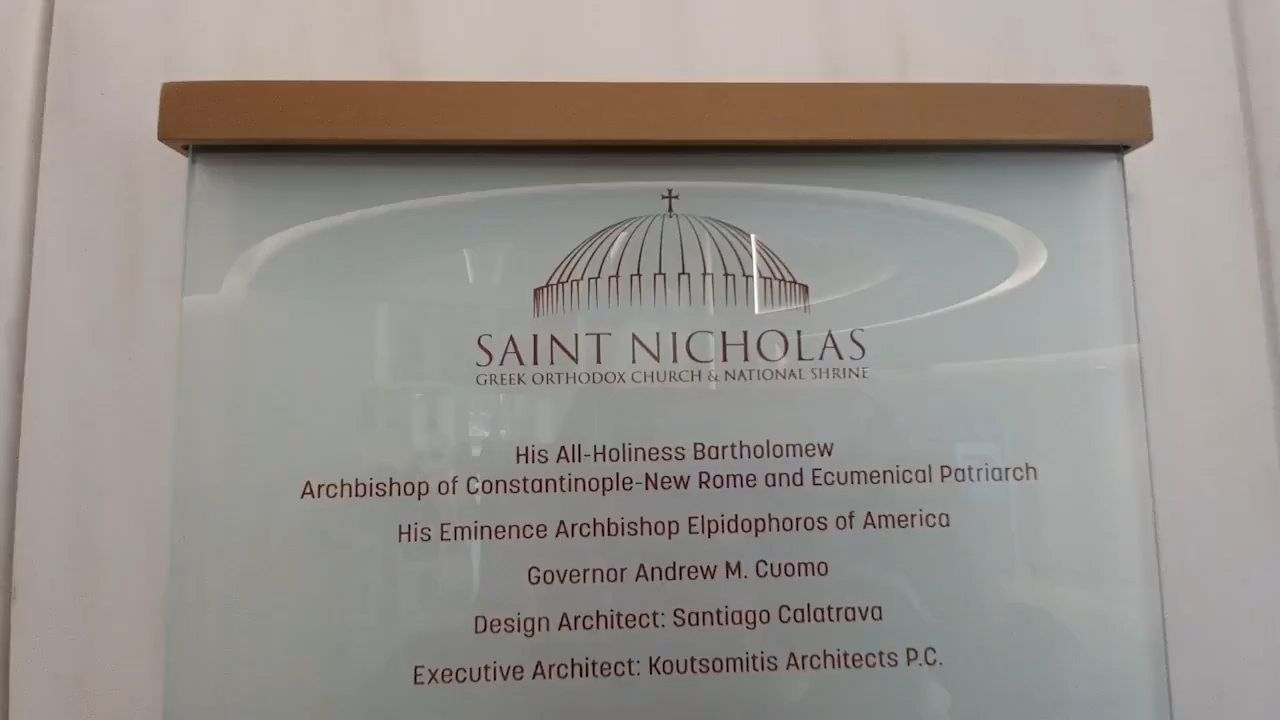 SAINT NICHOLAS
GREEK ORTHODOX CHURCH & NATIONAL SHRINE
His All-Holiness Bartholomew
Archbishop of Constantinople-New Rome and Ecumenical Patriarch
His Eminence Archbishop Elpidophoros of America
Governor Andrew M. Cuomo
Design Architect: Santiago Calatrava
Executive Architect: Koutsomitis Architects P.C.